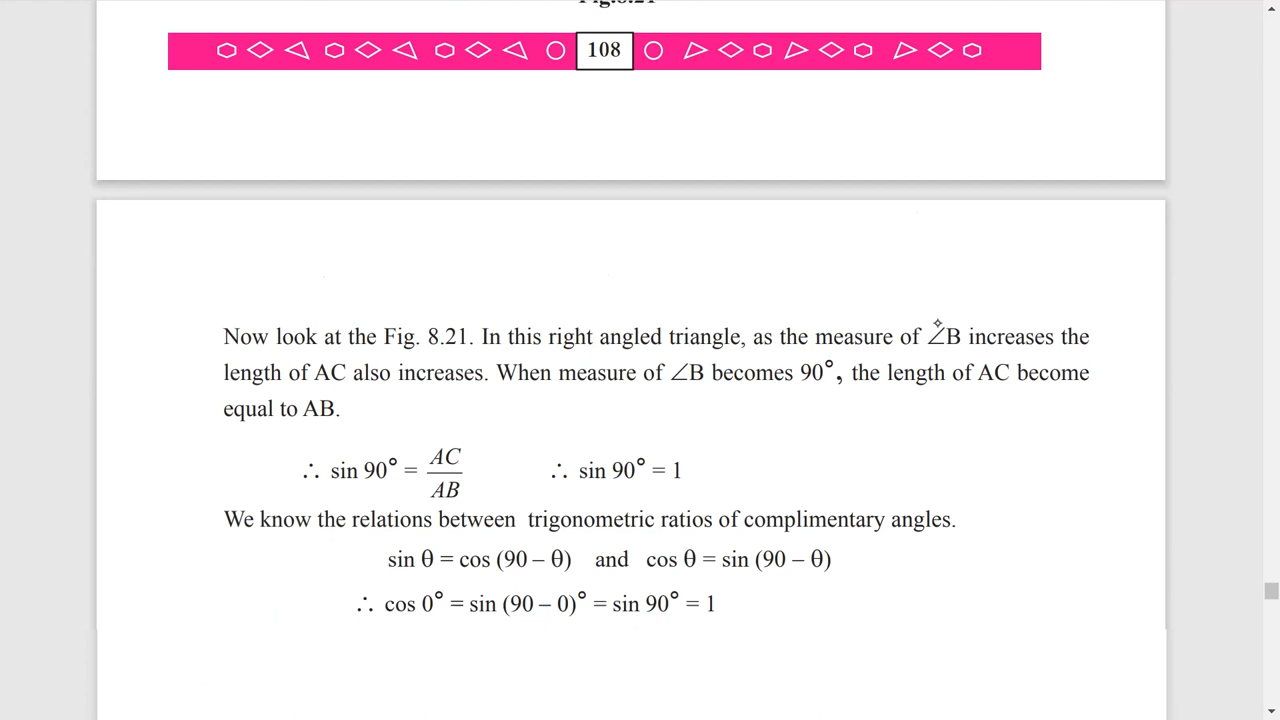 Fig.8.21
108
Now look at the Fig. 8.21. In this right angled triangle, as the measure of ∠B increases the
length of AC also increases. When measure of ∠B becomes 90°, the length of AC become
equal to AB.
∴ sin 90° = AC/AB ∴ sin 90° = 1
We know the relations between trigonometric ratios of complimentary angles.
sin θ = cos (90 – θ) and cos θ = sin (90 – θ)
∴ cos 0° = sin (90 – 0)° = sin 90° = 1